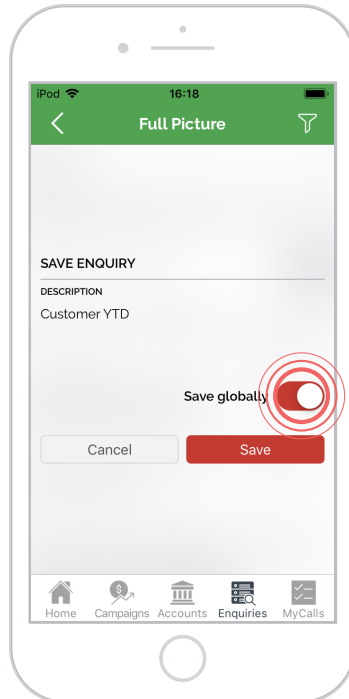 iPod 16:18
Full Picture
SAVE ENQUIRY
DESCRIPTION
Customer YTD
Save globally
Cancel Save
Home Campaigns Accounts Enquiries MyCalls